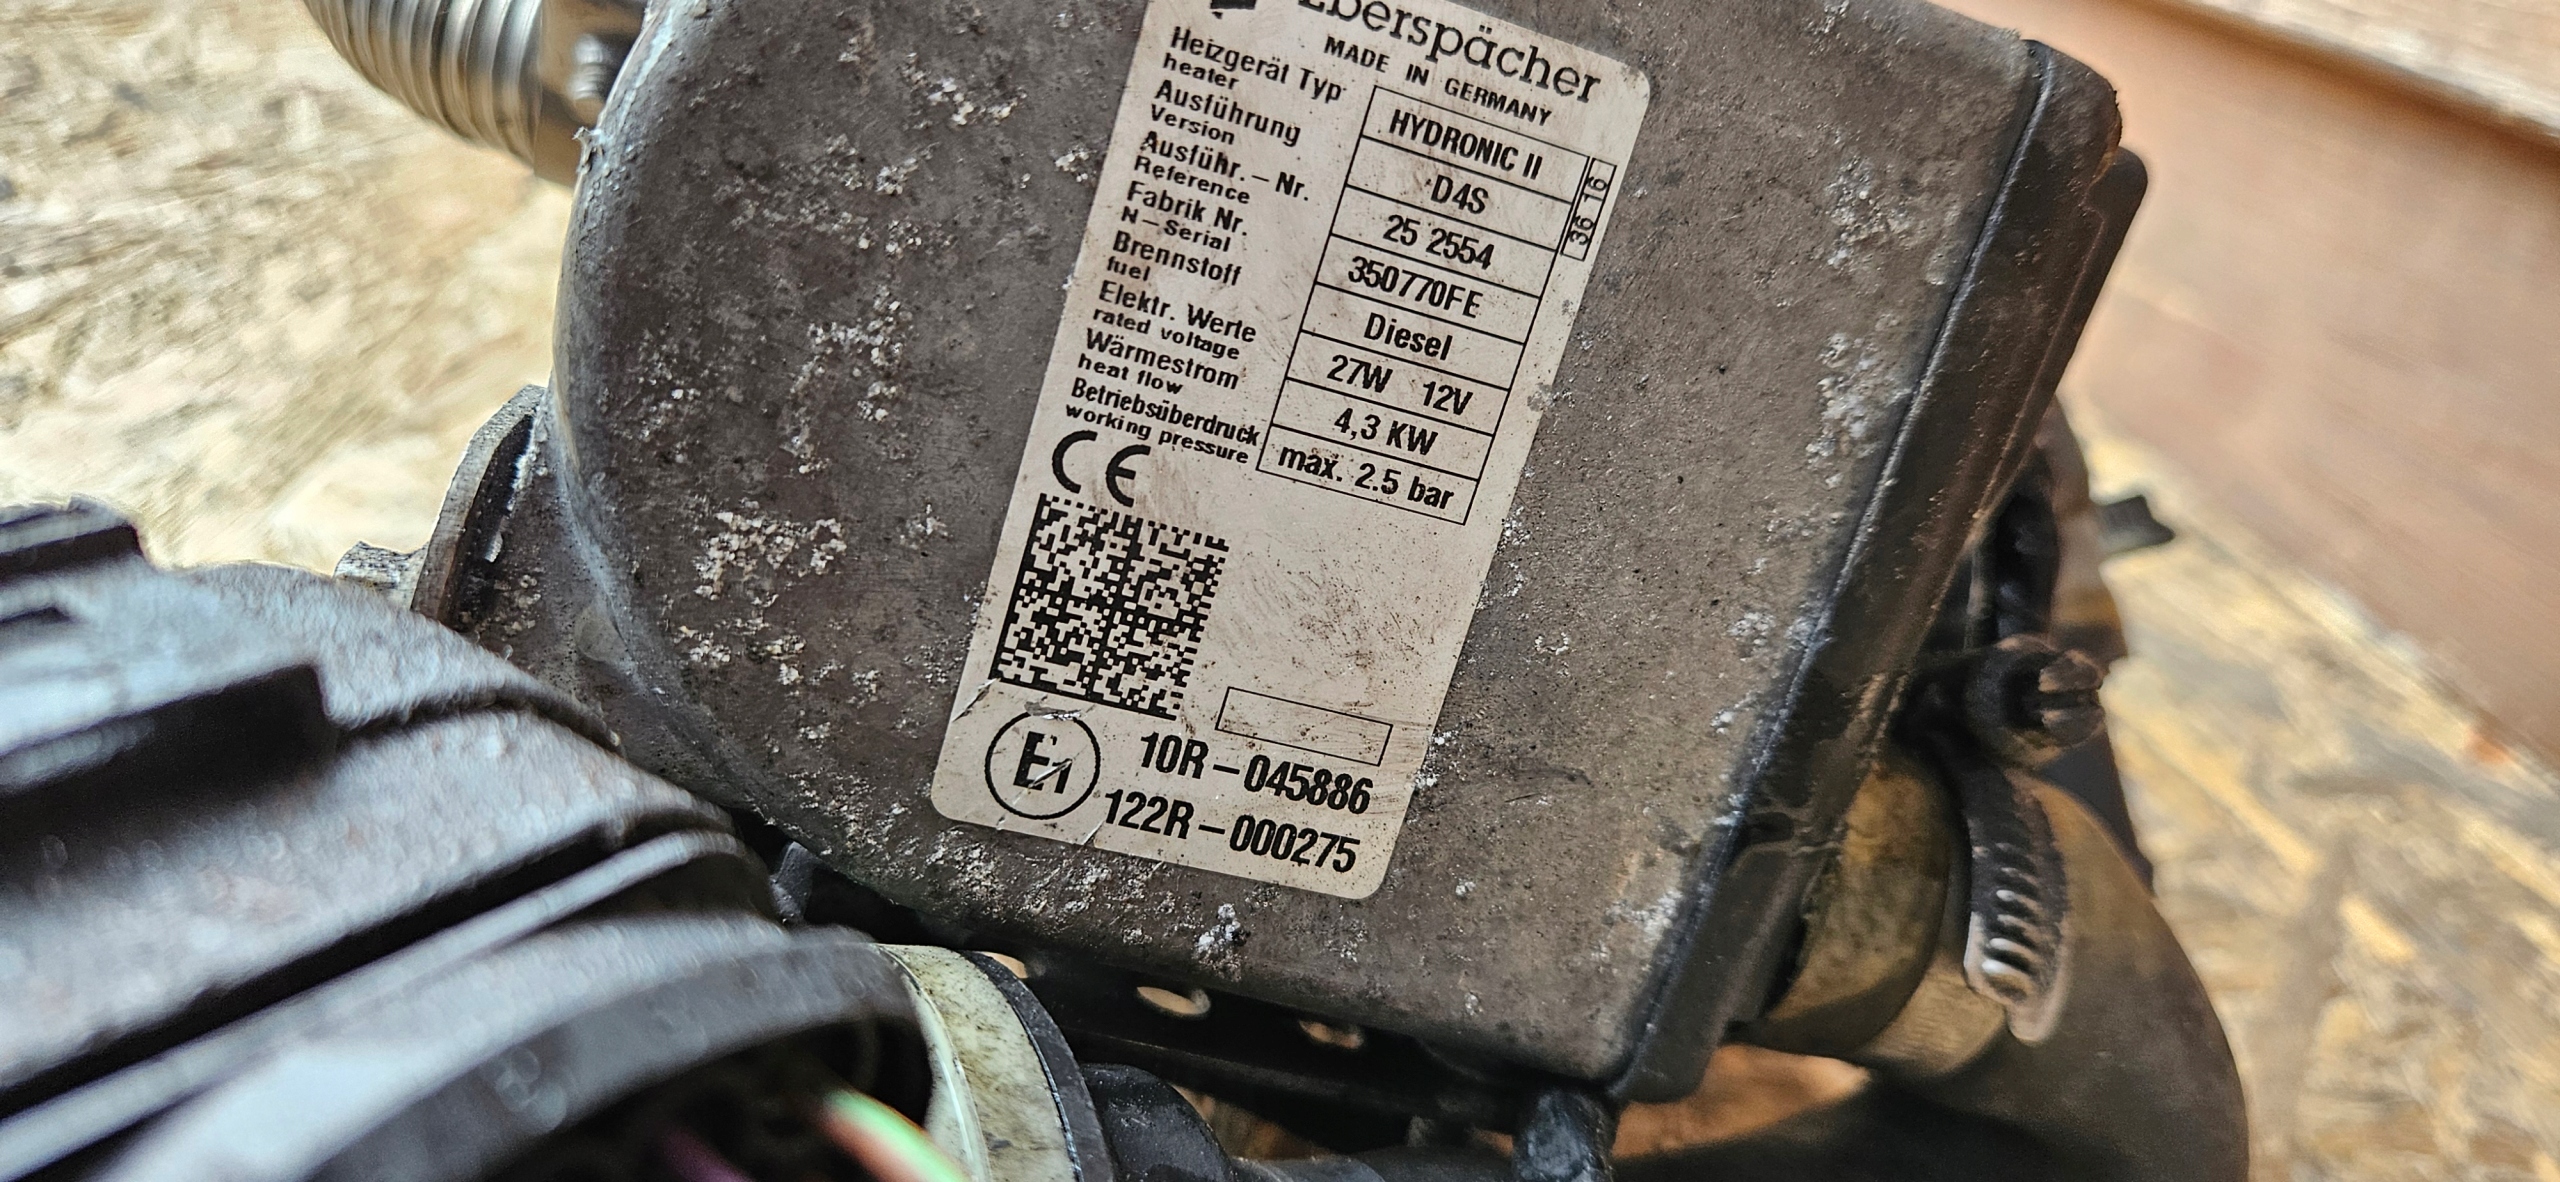 Eberspächer
MADE IN GERMANY
Heizgerät Typ HYDRONIC II
heater
Ausführung D4S
Version
Ausführ.-Nr. 25 2554
Reference
Fabrik Nr. 350770FE
N-Serial
Brennstoff Diesel
fuel
Elektr. Werte 27W 12V
rated voltage
Wärmestrom 4,3 KW
heat flow
Betriebsüberdruck max. 2.5 bar
working pressure
36 16
CE
E1
10R-045886
122R-000275